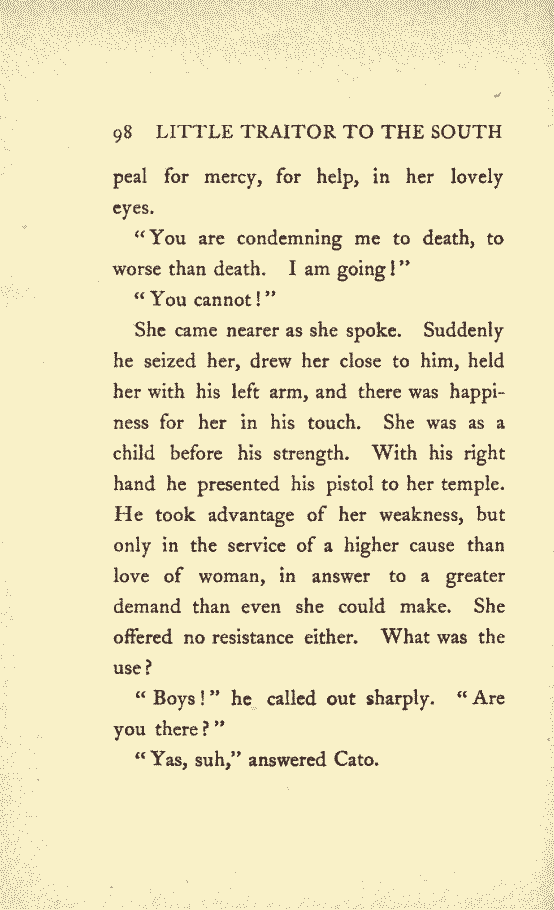 98 LITTLE TRAITOR TO THE SOUTH
peal for mercy, for help, in her lovely
eyes.
“You are condemning me to death, to
worse than death. I am going!”
“You cannot!”
She came nearer as she spoke. Suddenly
he seized her, drew her close to him, held
her with his left arm, and there was happi-
ness for her in his touch. She was as a
child before his strength. With his right
hand he presented his pistol to her temple.
He took advantage of her weakness, but
only in the service of a higher cause than
love of woman, in answer to a greater
demand than even she could make. She
offered no resistance either. What was the
use?
“Boys!” he called out sharply. “Are
you there?”
“Yas, suh,” answered Cato.